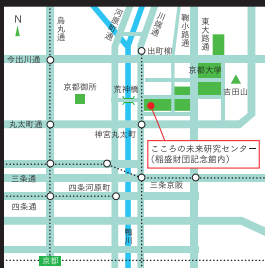 N
烏丸通
河原町通
川端通
鞠小路通
東大路通
出町柳
今出川通
京都大学
京都御所
荒神橋
吉田山
丸太町通
神宮丸太町
こころの未来研究センター
(稲盛財団記念館内)
三条通
三条京阪
四条河原町
四条通
鴨川
京都